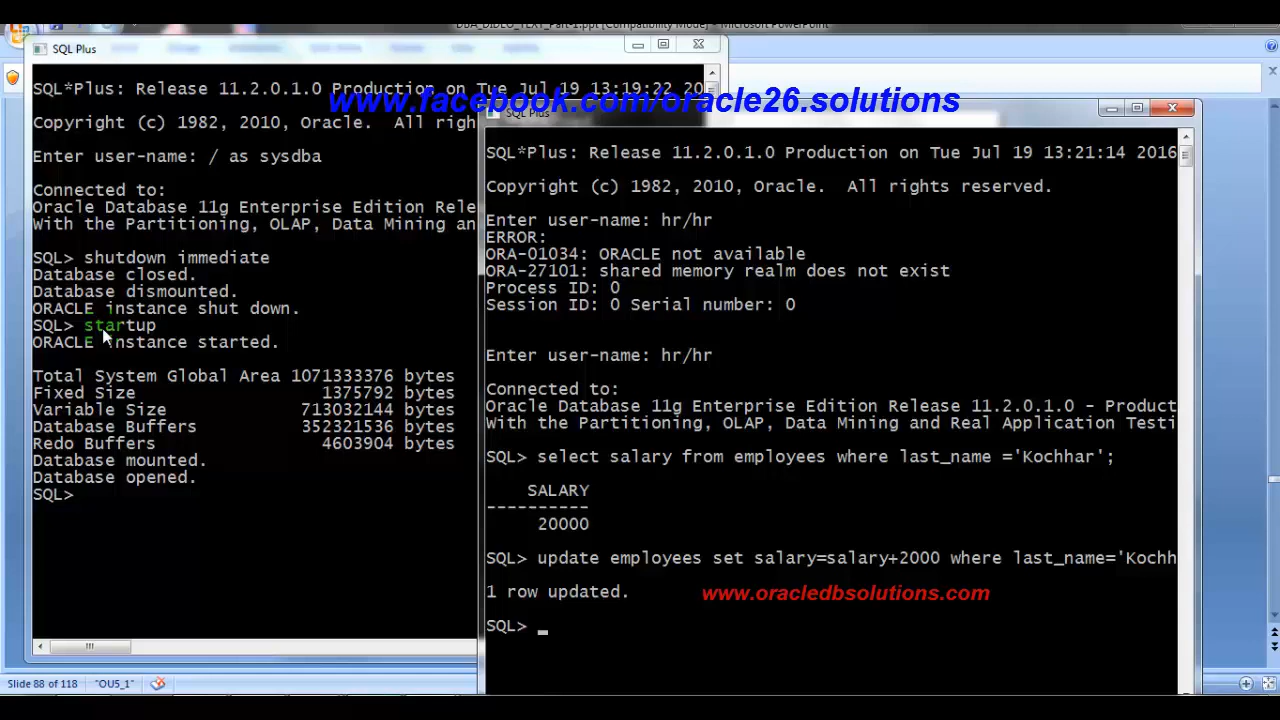 DBA_DIDEO_TEXT_Part-1.ppt [Compatibility Mode] - Microsoft PowerPoint
SQL Plus
SQL*Plus: Release 11.2.0.1.0 Production on Tue Jul 19 13:19:22 20
www.facebook.com/oracle26.solutions
Copyright (c) 1982, 2010, Oracle.  All righ
Enter user-name: / as sysdba
Connected to:
Oracle Database 11g Enterprise Edition Rele
With the Partitioning, OLAP, Data Mining an
SQL> shutdown immediate
Database closed.
Database dismounted.
ORACLE instance shut down.
SQL> startup
ORACLE instance started.
Total System Global Area 1071333376 bytes
Fixed Size 1375792 bytes
Variable Size 713032144 bytes
Database Buffers 352321536 bytes
Redo Buffers 4603904 bytes
Database mounted.
Database opened.
SQL>
SQL Plus
SQL*Plus: Release 11.2.0.1.0 Production on Tue Jul 19 13:21:14 2016
Copyright (c) 1982, 2010, Oracle.  All rights reserved.
Enter user-name: hr/hr
ERROR:
ORA-01034: ORACLE not available
ORA-27101: shared memory realm does not exist
Process ID: 0
Session ID: 0 Serial number: 0
Enter user-name: hr/hr
Connected to:
Oracle Database 11g Enterprise Edition Release 11.2.0.1.0 - Product
With the Partitioning, OLAP, Data Mining and Real Application Testi
SQL> select salary from employees where last_name ='Kochhar';
SALARY
----------
20000
SQL> update employees set salary=salary+2000 where last_name='Kochh
1 row updated.
www.oracledbsolutions.com
SQL> _
Slide 88 of 118
"OU5_1"